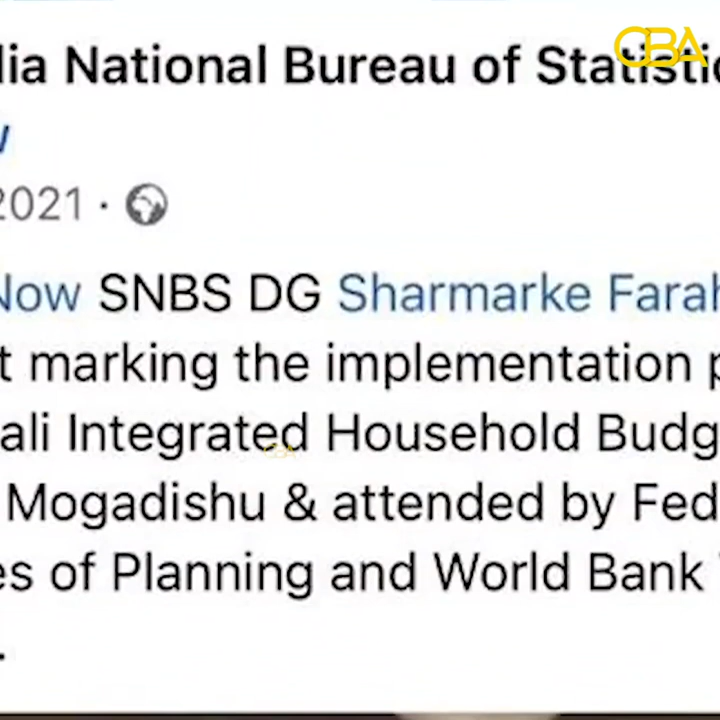 lia National Bureau of Statistic
CBA
2021 ·
Now SNBS DG Sharmarke Farah
t marking the implementation p
ali Integrated Household Budg
CBA
Mogadishu & attended by Fed
es of Planning and World Bank
.